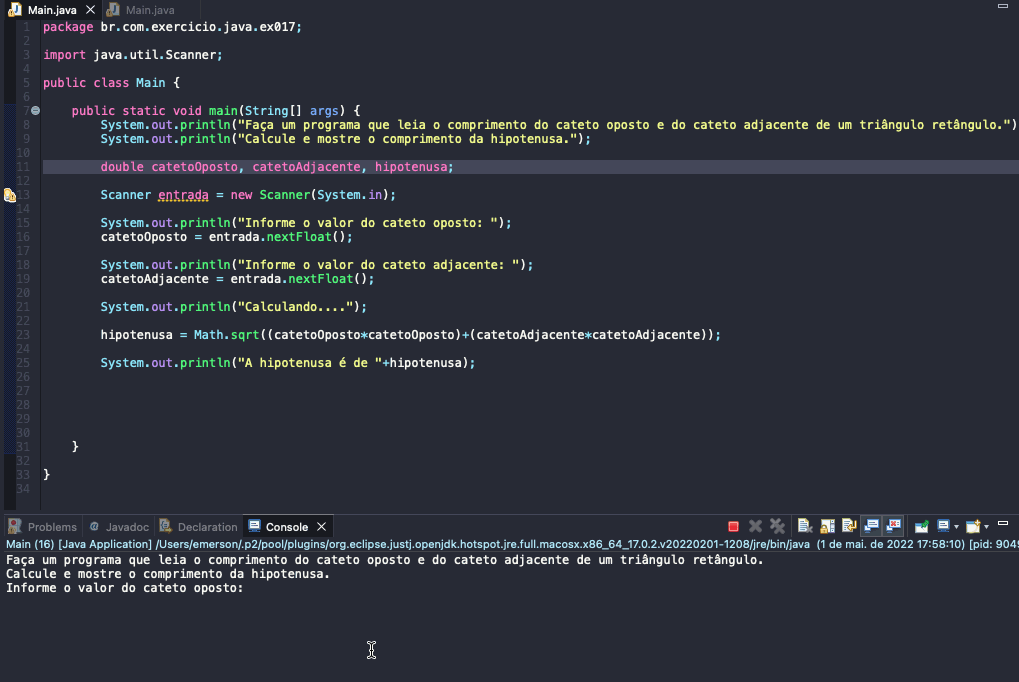 Main.java
Main.java
1 package br.com.exercicio.java.ex017;
2
3 import java.util.Scanner;
4
5 public class Main {
6
7 public static void main(String[] args) {
8 System.out.println("Faça um programa que leia o comprimento do cateto oposto e do cateto adjacente de um triângulo retângulo.")
9 System.out.println("Calcule e mostre o comprimento da hipotenusa.");
10
11 double catetoOposto, catetoAdjacente, hipotenusa;
12
13 Scanner entrada = new Scanner(System.in);
14
15 System.out.println("Informe o valor do cateto oposto: ");
16 catetoOposto = entrada.nextFloat();
17
18 System.out.println("Informe o valor do cateto adjacente: ");
19 catetoAdjacente = entrada.nextFloat();
20
21 System.out.println("Calculando....");
22
23 hipotenusa = Math.sqrt((catetoOposto*catetoOposto)+(catetoAdjacente*catetoAdjacente));
24
25 System.out.println("A hipotenusa é de "+hipotenusa);
26
27
28
29
30
31 }
32
33 }
34
Problems Javadoc Declaration Console
Main (16) [Java Application] /Users/emerson/.p2/pool/plugins/org.eclipse.justj.openjdk.hotspot.jre.full.macosx.x86_64_17.0.2.v20220201-1208/jre/bin/java (1 de mai. de 2022 17:58:10) [pid: 904
Faça um programa que leia o comprimento do cateto oposto e do cateto adjacente de um triângulo retângulo.
Calcule e mostre o comprimento da hipotenusa.
Informe o valor do cateto oposto: